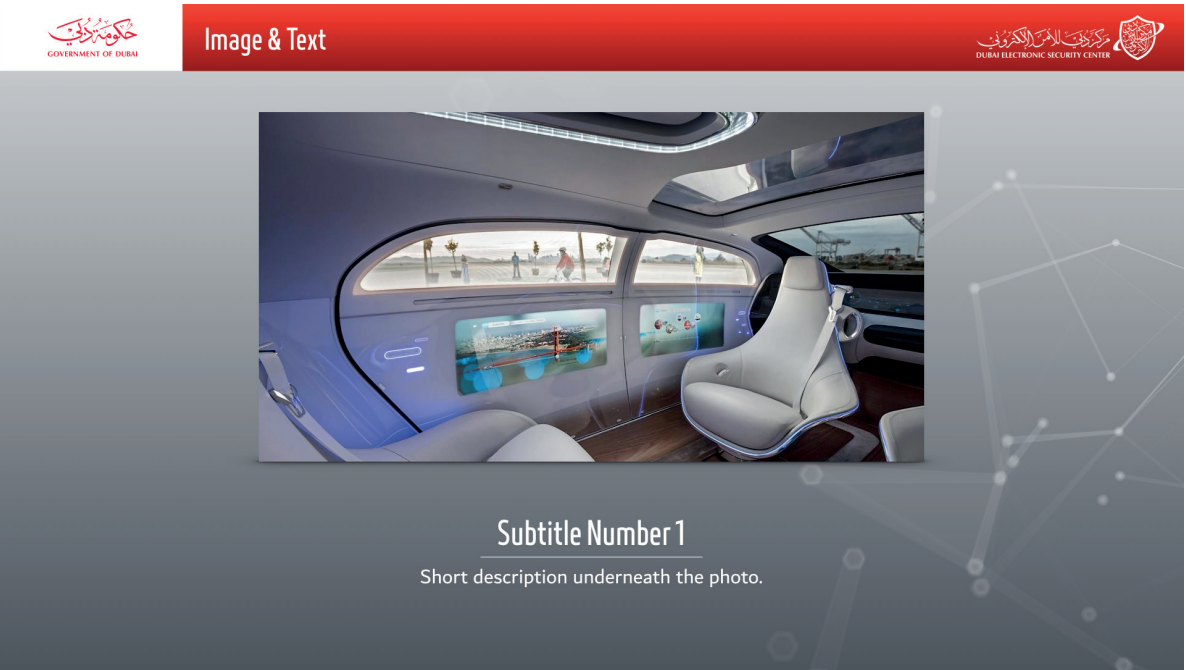 حكومة دبي
GOVERNMENT OF DUBAI
Image & Text
مركز دبي للأمن الإلكتروني
DUBAI ELECTRONIC SECURITY CENTER
Subtitle Number 1
Short description underneath the photo.